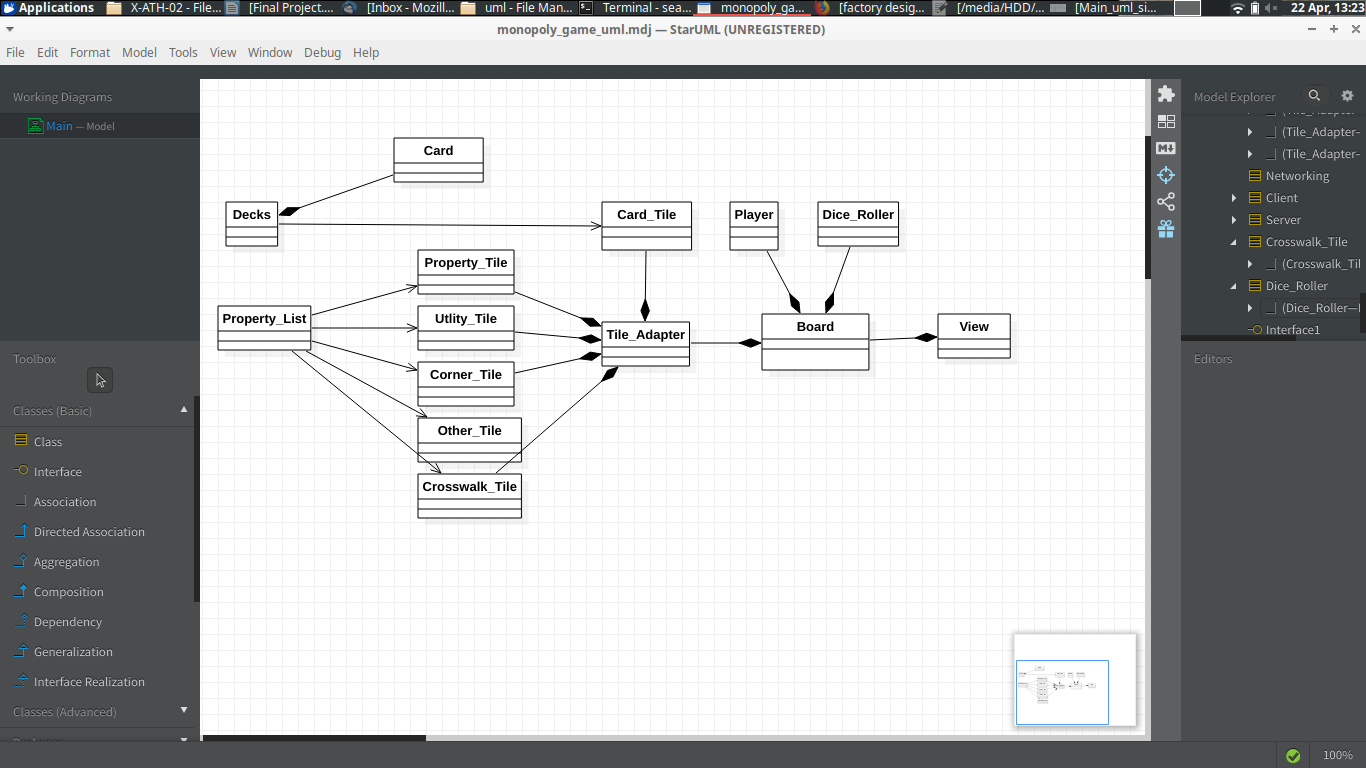 Applications X-ATH-02 - File... [Final Project.... [Inbox - Mozill... uml - File Man... Terminal - sea... monopoly_ga... [factory desig... [/media/HDD/... [Main_uml_si... 22 Apr, 13:23
monopoly_game_uml.mdj — StarUML (UNREGISTERED)
File Edit Format Model Tools View Window Debug Help
Working Diagrams
Main — Model
Toolbox
Classes (Basic)
Class
Interface
Association
Directed Association
Aggregation
Composition
Dependency
Generalization
Interface Realization
Classes (Advanced)
Card
Decks
Card_Tile
Player
Dice_Roller
Property_Tile
Property_List
Utlity_Tile
Tile_Adapter
Board
View
Corner_Tile
Other_Tile
Crosswalk_Tile
Model Explorer
(Tile_Adapter-
(Tile_Adapter-
(Tile_Adapter-
Networking
Client
Server
Crosswalk_Tile
(Crosswalk_Til
Dice_Roller
(Dice_Roller—
Interface1
Editors
100%